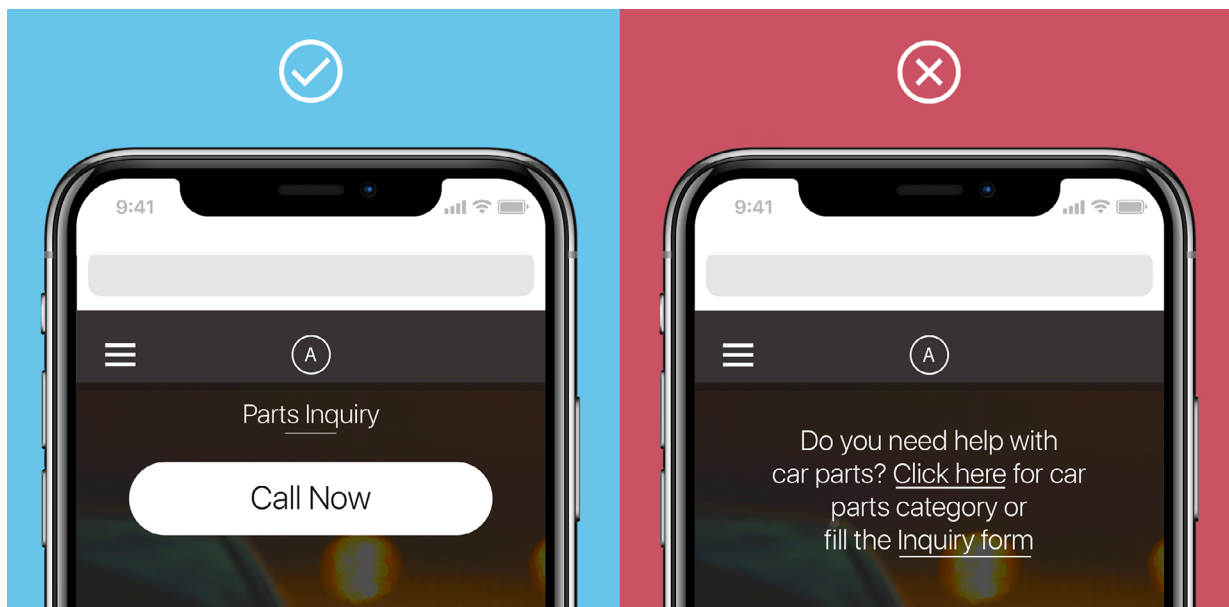 9:41
A
Parts Inquiry
Call Now
9:41
A
Do you need help with
car parts? Click here for car
parts category or
fill the Inquiry form